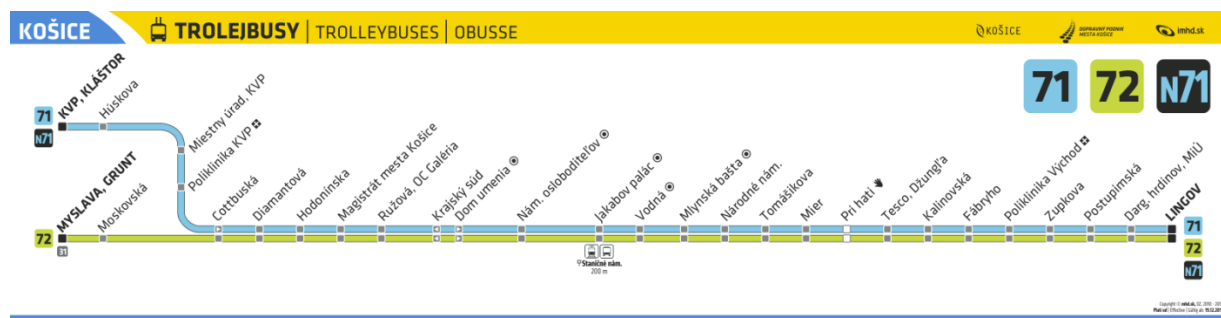 KOŠICE
TROLEJBUSY | TROLLEYBUSES | OBUSSE
KOŠICE
DOPRAVNÝ PODNIK
MESTA KOŠICE
imhd.sk
71 72 N71
71
N71
KVP, KLÁŠTOR
Húskova
Miestny úrad, KVP
Poliklinika KVP
72
MYSLAVA, GRUNT
31
Moskovská
Cottbuská
Diamantová
Hodonínska
Magistrát mesta Košice
Ružová, OC Galéria
Krajský súd
Dom umenia
Nám. osloboditeľov
Jakabov palác
Staničné nám.
200 m
Vodná
Mlynská bašta
Národné nám.
Tomášikova
Mier
Pri hati
Tesco, Džungľa
Kalinovská
Fábryho
Poliklinika Východ
Zupkova
Postupimská
Darg. hrdinov, MiÚ
LINGOV
71
72
N71